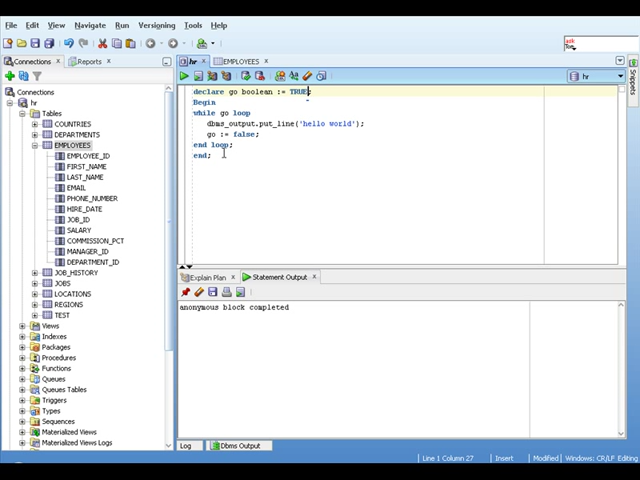 File Edit View Navigate Run Versioning Tools Help
ask
Tom
Connections
Reports
hr
EMPLOYEES
hr
Snippets
Connections
hr
Tables
COUNTRIES
DEPARTMENTS
EMPLOYEES
EMPLOYEE_ID
FIRST_NAME
LAST_NAME
EMAIL
PHONE_NUMBER
HIRE_DATE
JOB_ID
SALARY
COMMISSION_PCT
MANAGER_ID
DEPARTMENT_ID
JOB_HISTORY
JOBS
LOCATIONS
REGIONS
TEST
Views
Indexes
Packages
Procedures
Functions
Queues
Queues Tables
Triggers
Types
Sequences
Materialized Views
Materialized Views Logs
declare go boolean := TRUE;
Begin
while go loop
dbms_output.put_line('hello world');
go := false;
end loop;
end;
Explain Plan
Statement Output
anonymous block completed
Log
Dbms Output
Line 1 Column 27 Insert Modified Windows: CR/LF Editing